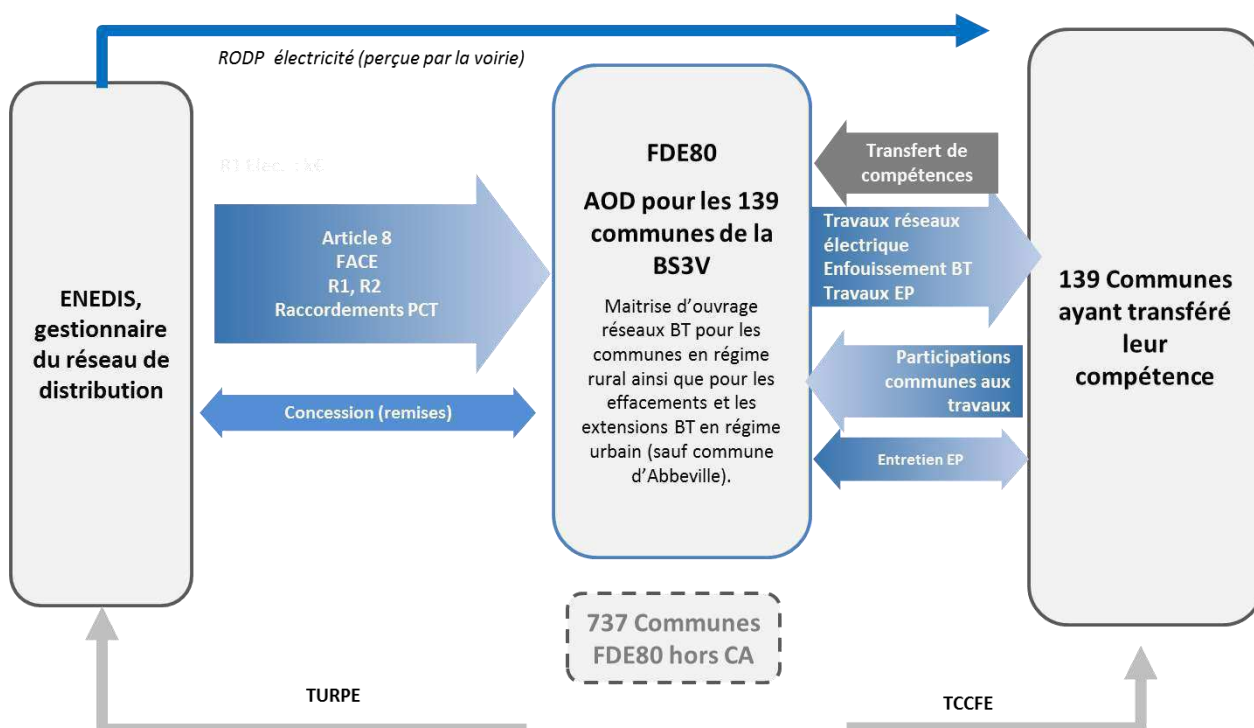 RODP électricité (perçue par la voirie)
R1 Elec. : k€
ENEDIS,
gestionnaire
du réseau de
distribution
Article 8
FACE
R1, R2
Raccordements PCT
Concession (remises)
FDE80
AOD pour les 139
communes de la
BS3V
Maitrise d’ouvrage
réseaux BT pour les
communes en régime
rural ainsi que pour les
effacements et les
extensions BT en régime
urbain (sauf commune
d’Abbeville).
Transfert de
compétences
Travaux réseaux
électrique
Enfouissement BT
Travaux EP
Participations
communes aux
travaux
Entretien EP
139 Communes
ayant transféré
leur
compétence
737 Communes
FDE80 hors CA
TURPE
TCCFE